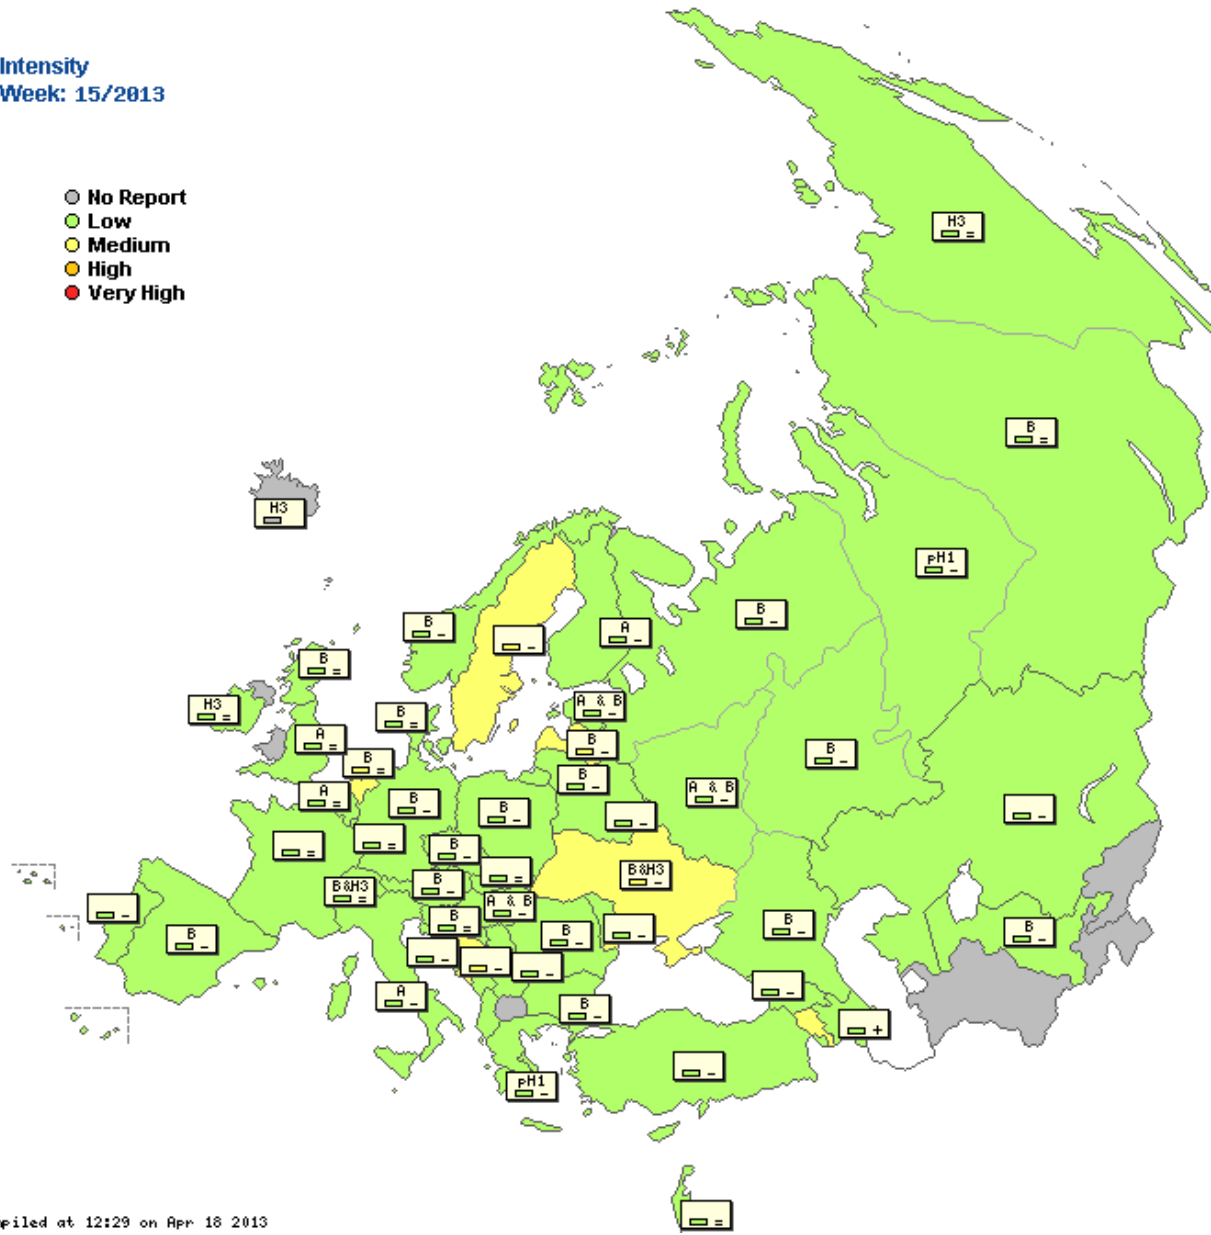 Intensity
Week: 15/2013
No Report
Low
Medium
High
Very High
H3
=
B
=
H3
pH1
-
B
-
B
-
A
-
-
B
=
H3
=
A & B
-
B
=
A
=
B
-
B
=
B
-
B
-
A & B
-
A
=
B
-
B
-
-
-
=
=
B
-
=
B&H3
-
B&H3
=
B
-
A & B
-
-
B
-
B
=
B
-
-
B
-
B
-
-
-
-
-
A
-
B
-
+
-
pH1
-
=
piled at 12:29 on Apr 18 2013